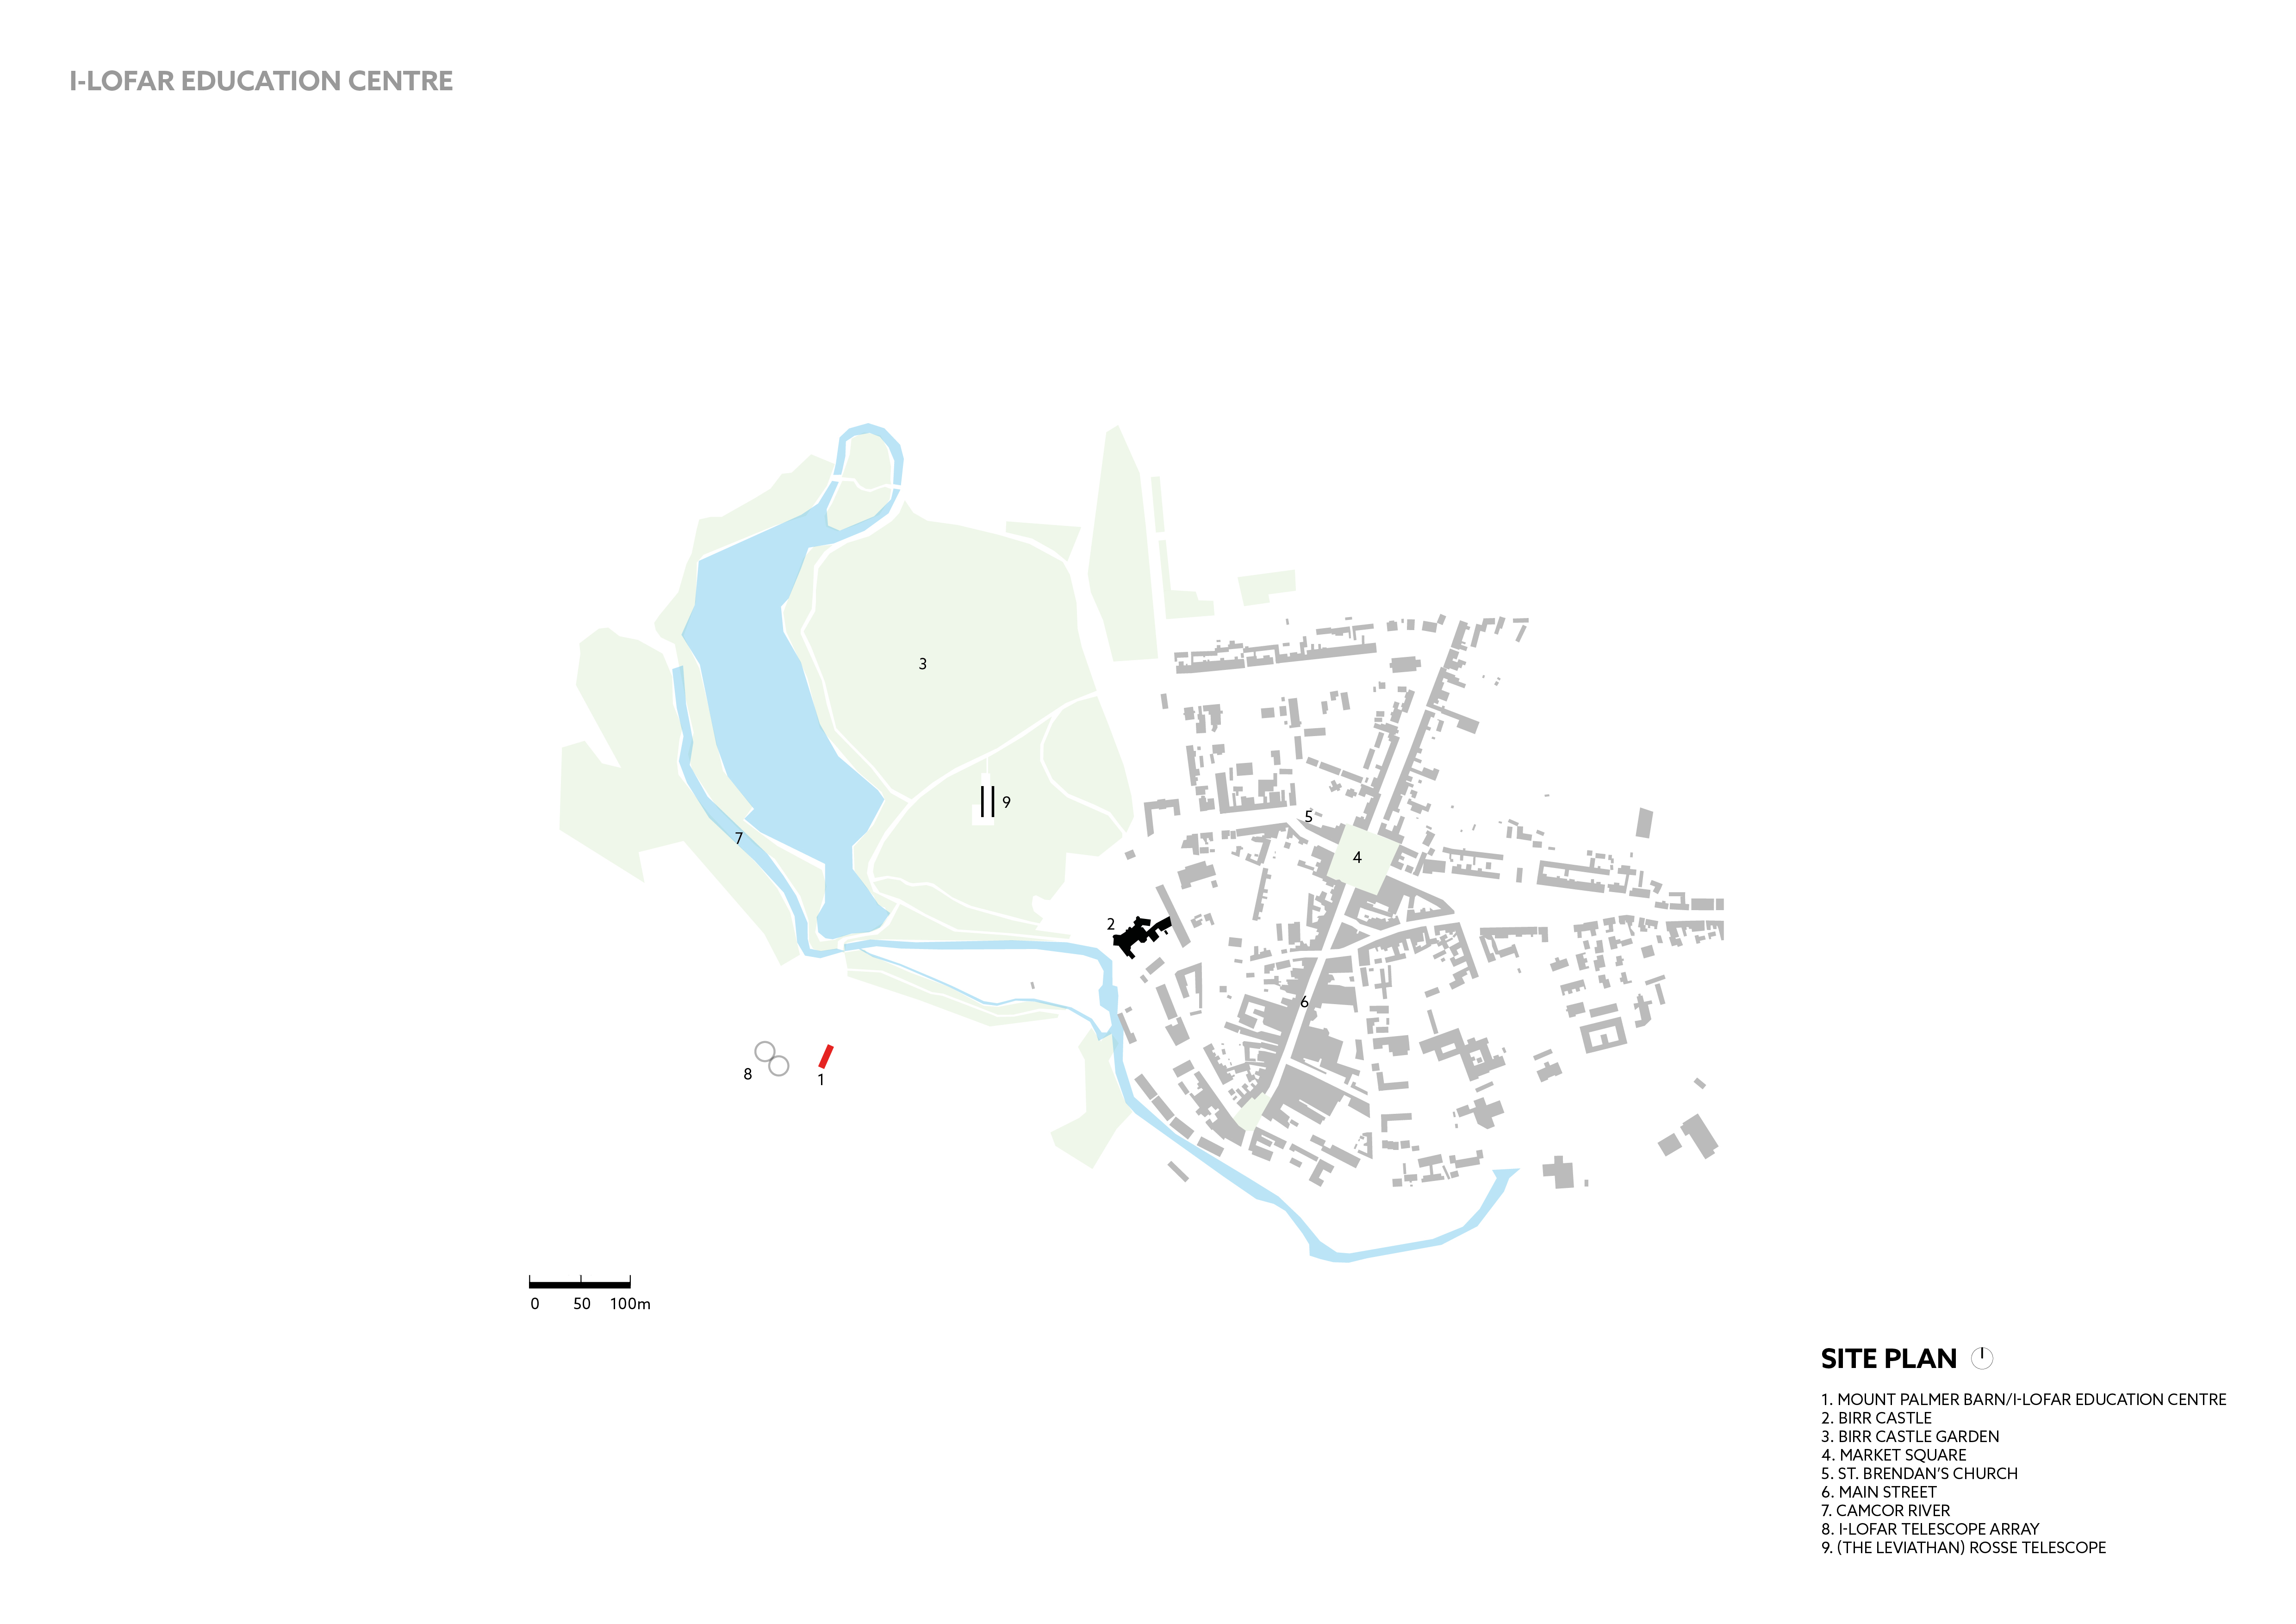 I-LOFAR EDUCATION CENTRE
3
9
5
7
4
2
6
8
1
0 50 100m
SITE PLAN
1. MOUNT PALMER BARN/I-LOFAR EDUCATION CENTRE
2. BIRR CASTLE
3. BIRR CASTLE GARDEN
4. MARKET SQUARE
5. ST. BRENDAN'S CHURCH
6. MAIN STREET
7. CAMCOR RIVER
8. I-LOFAR TELESCOPE ARRAY
9. (THE LEVIATHAN) ROSSE TELESCOPE